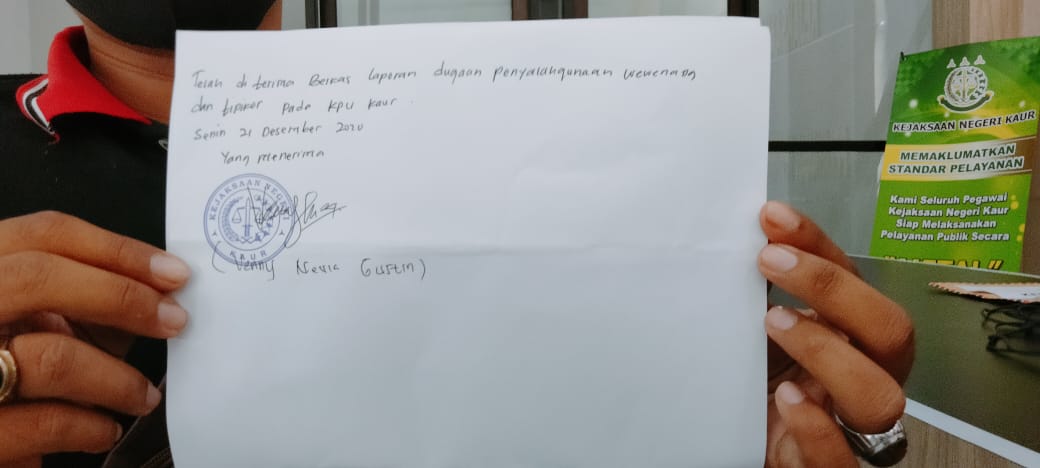 Telah di terima Berkas laporan dugaan Penyalahgunaan wewenang
dan tipikor pada KPU Kaur.
Senin 21 Desember 2020
Yang Menerima
KEJAKSAAN NEGERI
KAUR
Nevia Gustin)
KEJAKSAAN NEGERI KAUR
MEMAKLUMATKAN
STANDAR PELAYANAN
Kami Seluruh Pegawai
Kejaksaan Negeri Kaur
Siap Melaksanakan
Pelayanan Publik Secara